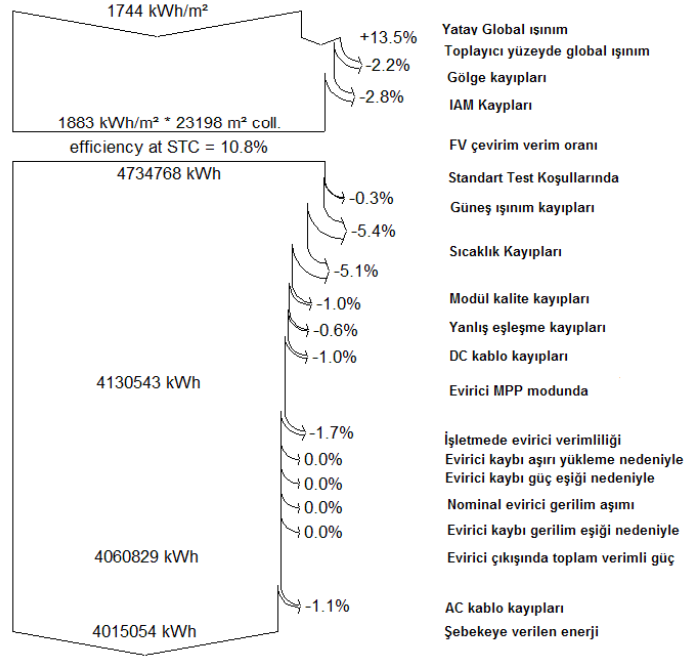 1744 kWh/m²
+13.5%
Yatay Global ışınım
Toplayıcı yüzeyde global ışınım
-2.2%
Gölge kayıpları
-2.8%
IAM Kaypları
1883 kWh/m² * 23198 m² coll.
efficiency at STC = 10.8%
FV çevirim verim oranı
4734768 kWh
Standart Test Koşullarında
-0.3%
Güneş ışınım kayıpları
-5.4%
Sıcaklık Kayıpları
-5.1%
-1.0%
Modül kalite kayıpları
-0.6%
Yanlış eşleşme kayıpları
-1.0%
DC kablo kayıpları
4130543 kWh
Evirici MPP modunda
-1.7%
İşletmede evirici verimliliği
0.0%
Evirici kaybı aşırı yükleme nedeniyle
0.0%
Evirici kaybı güç eşiği nedeniyle
0.0%
Nominal evirici gerilim aşımı
0.0%
Evirici kaybı gerilim eşiği nedeniyle
4060829 kWh
Evirici çıkışında toplam verimli güç
-1.1%
AC kablo kayıpları
4015054 kWh
Şebekeye verilen enerji